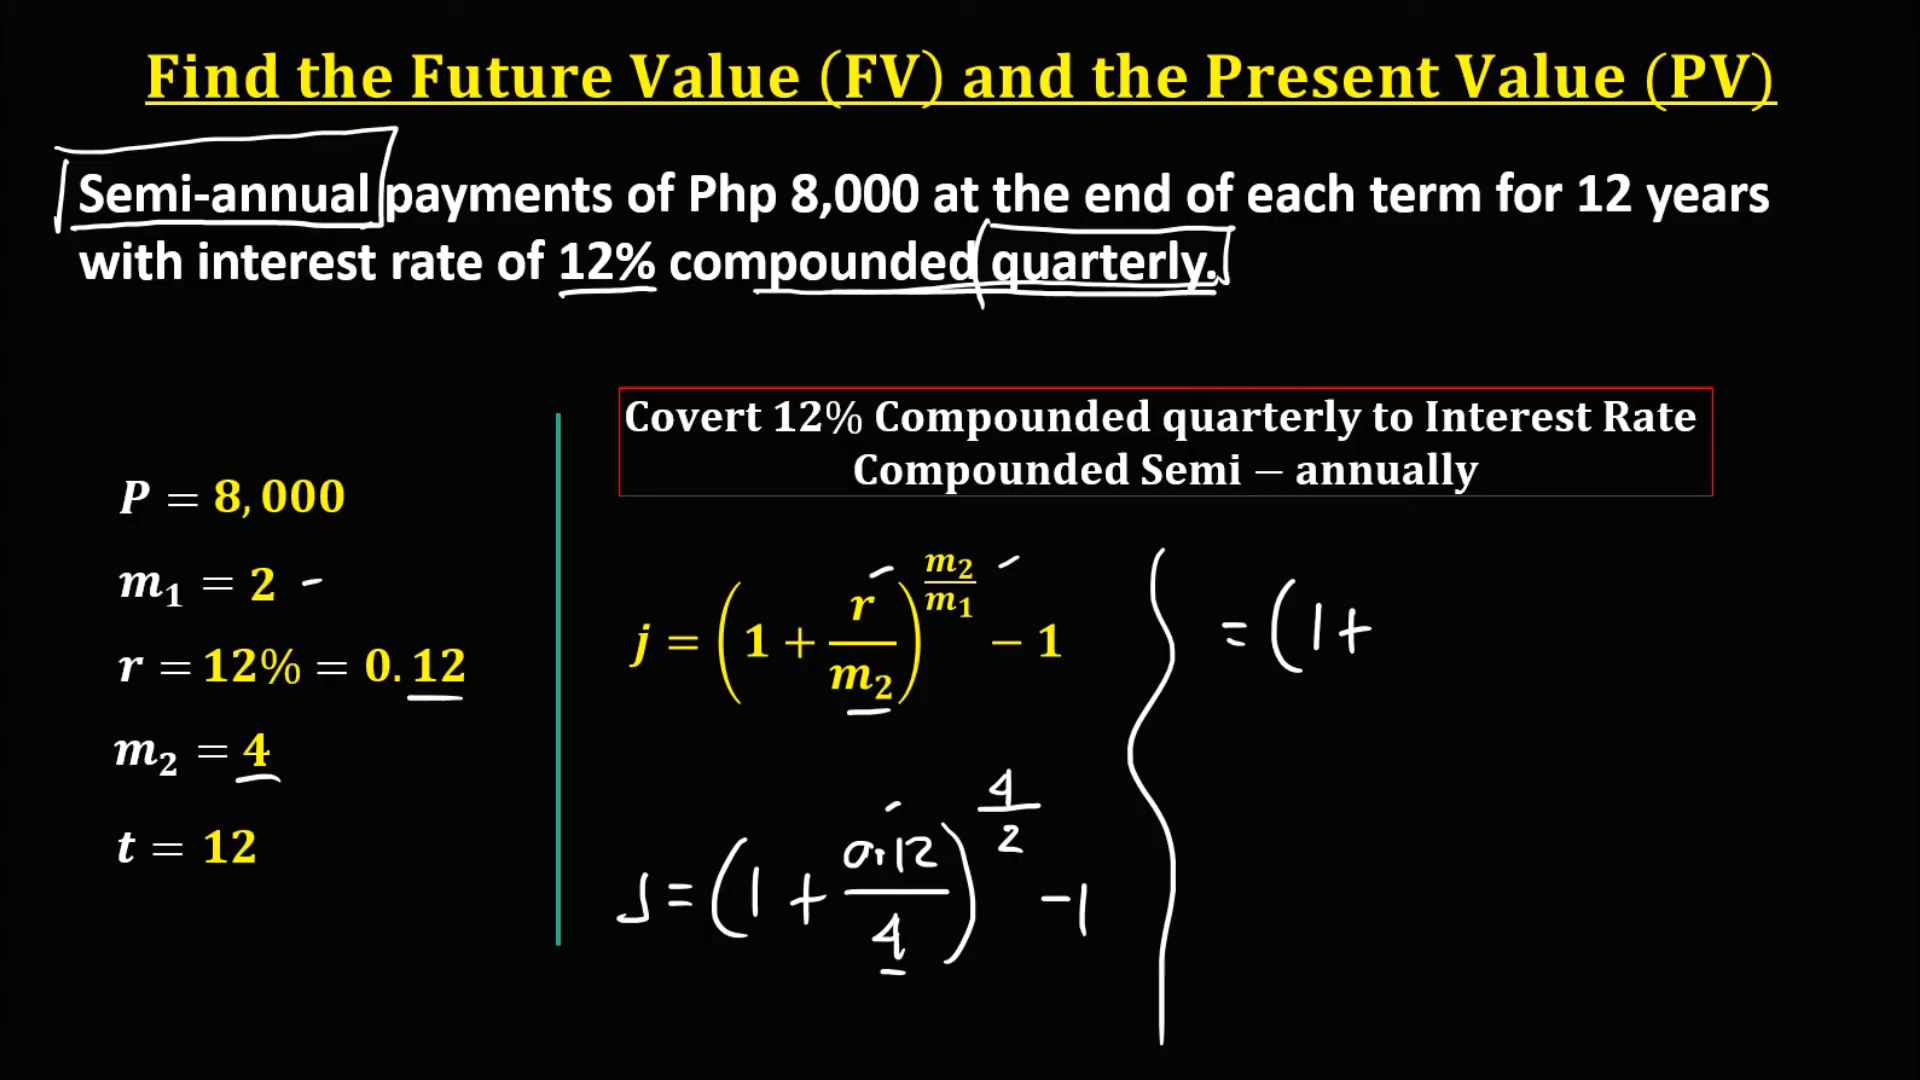 Find the Future Value (FV) and the Present Value (PV)
Semi-annual payments of Php 8,000 at the end of each term for 12 years
with interest rate of 12% compounded quarterly.
Covert 12% Compounded quarterly to Interest Rate
Compounded Semi − annually
P = 8,000
m₁ = 2
r = 12% = 0.12
m₂ = 4
t = 12
j = (1 + r/m₂)^(m₂/m₁) − 1
J = (1 + 0.12/4)^(4/2) − 1
= (1 +